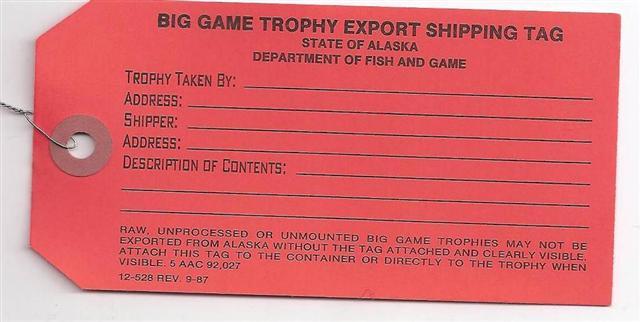 BIG GAME TROPHY EXPORT SHIPPING TAG
STATE OF ALASKA
DEPARTMENT OF FISH AND GAME
TROPHY TAKEN BY:
ADDRESS:
SHIPPER:
ADDRESS:
DESCRIPTION OF CONTENTS:
RAW, UNPROCESSED OR UNMOUNTED BIG GAME TROPHIES MAY NOT BE
EXPORTED FROM ALASKA WITHOUT THE TAG ATTACHED AND CLEARLY VISIBLE.
ATTACH THIS TAG TO THE CONTAINER OR DIRECTLY TO THE TROPHY WHEN
VISIBLE. 5 AAC 92,027
12-528 REV. 9-87